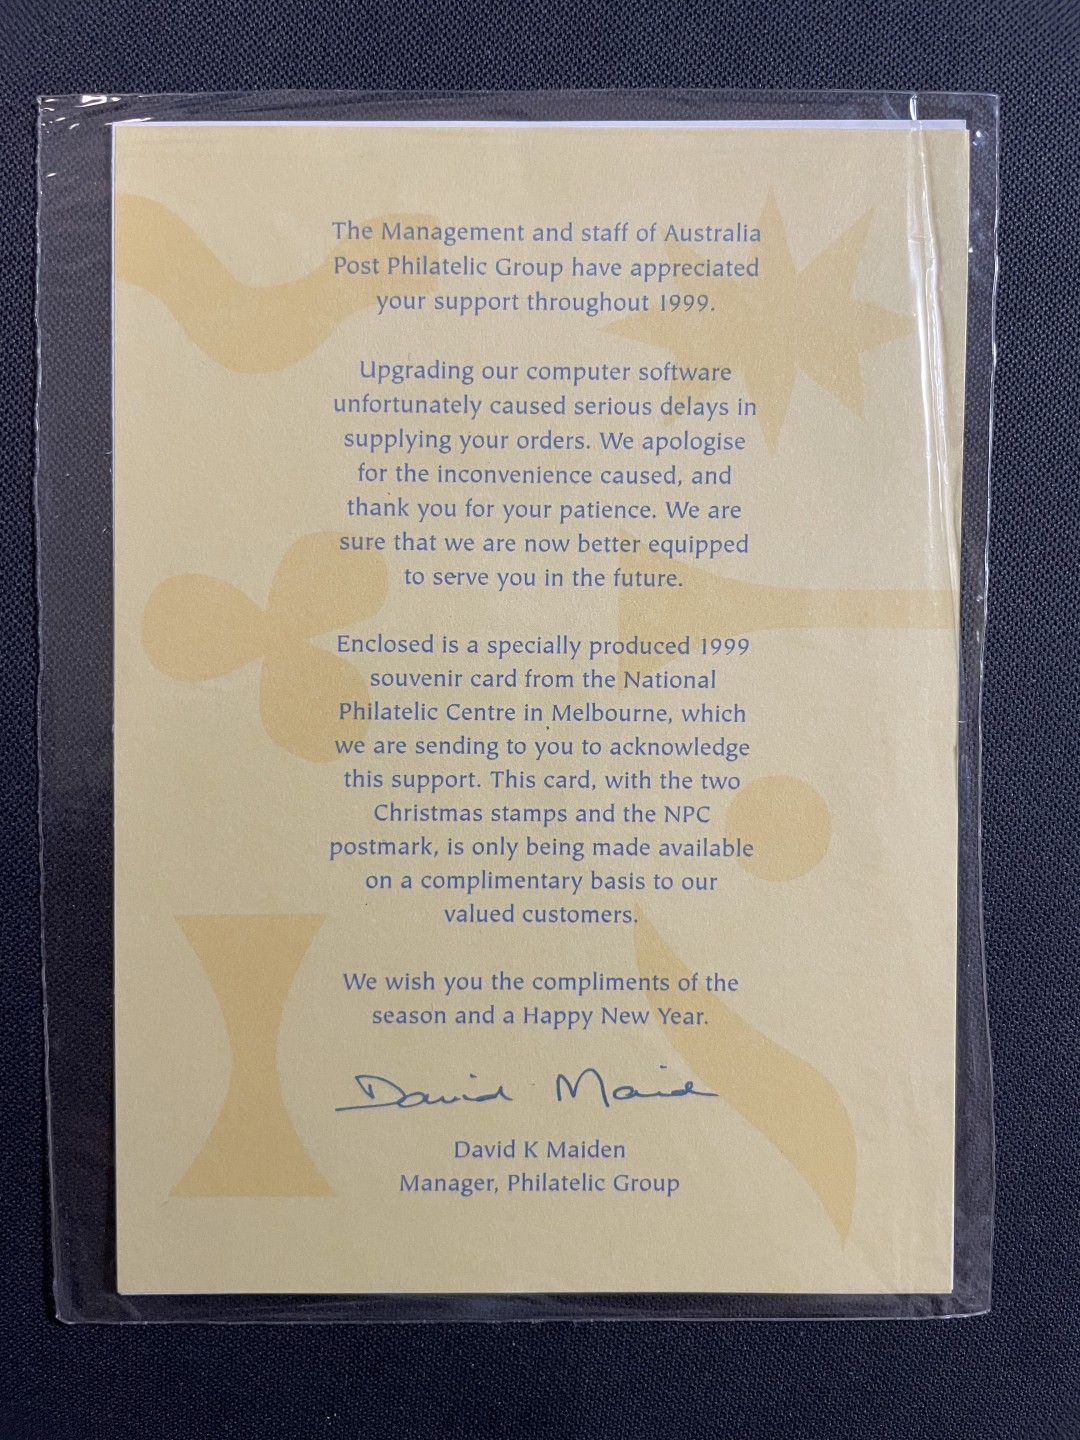 The Management and staff of Australia
Post Philatelic Group have appreciated
your support throughout 1999.
Upgrading our computer software
unfortunately caused serious delays in
supplying your orders. We apologise
for the inconvenience caused, and
thank you for your patience. We are
sure that we are now better equipped
to serve you in the future.
Enclosed is a specially produced 1999
souvenir card from the National
Philatelic Centre in Melbourne, which
we are sending to you to acknowledge
this support. This card, with the two
Christmas stamps and the NPC
postmark, is only being made available
on a complimentary basis to our
valued customers.
We wish you the compliments of the
season and a Happy New Year.
David Maid
David K Maiden
Manager, Philatelic Group